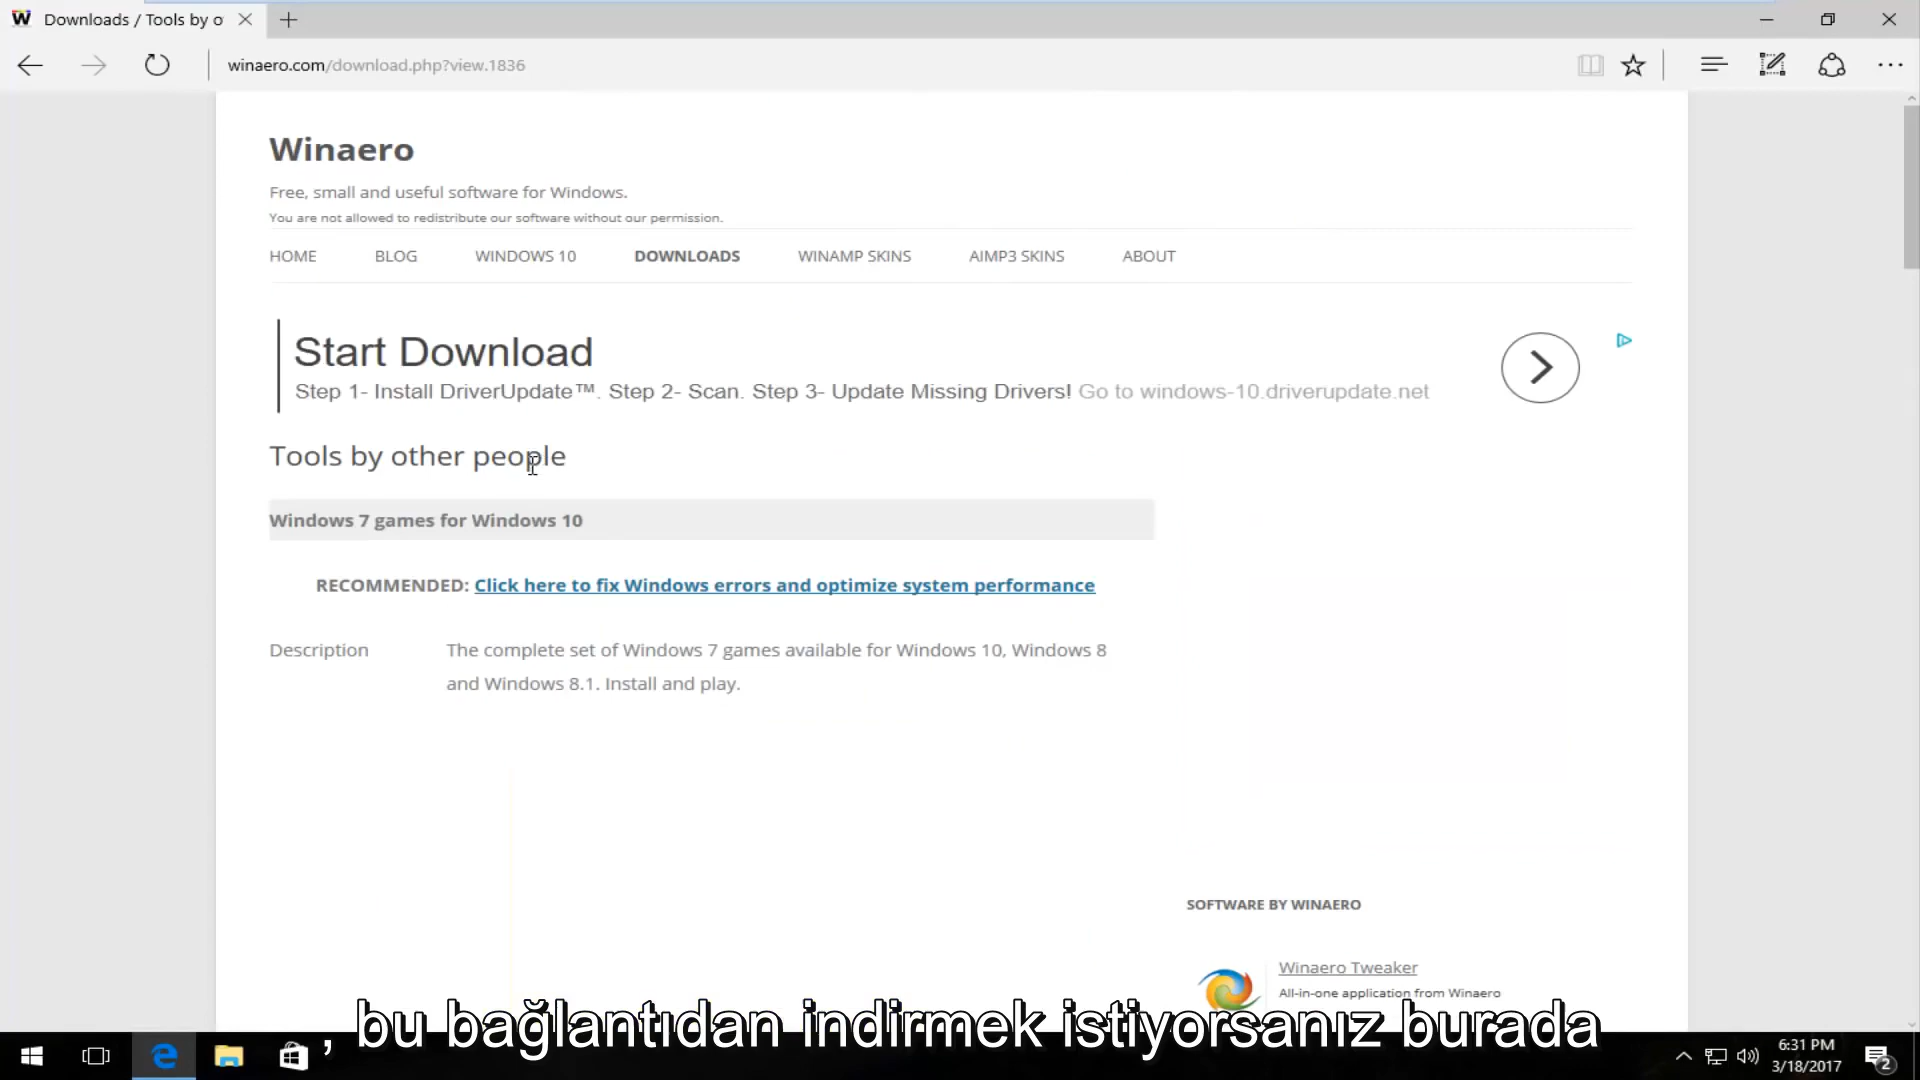 Downloads / Tools by o
winaero.com/download.php?view.1836
Winaero
Free, small and useful software for Windows.
You are not allowed to redistribute our software without our permission.
HOME BLOG WINDOWS 10 DOWNLOADS WINAMP SKINS AIMP3 SKINS ABOUT
Start Download
Step 1- Install DriverUpdate™. Step 2- Scan. Step 3- Update Missing Drivers! Go to windows-10.driverupdate.net
Tools by other people
Windows 7 games for Windows 10
RECOMMENDED: Click here to fix Windows errors and optimize system performance
Description The complete set of Windows 7 games available for Windows 10, Windows 8
and Windows 8.1. Install and play.
SOFTWARE BY WINAERO
Winaero Tweaker
All-in-one application from Winaero
, bu bağlantıdan indirmek istiyorsanız burada
6:31 PM
3/18/2017
2